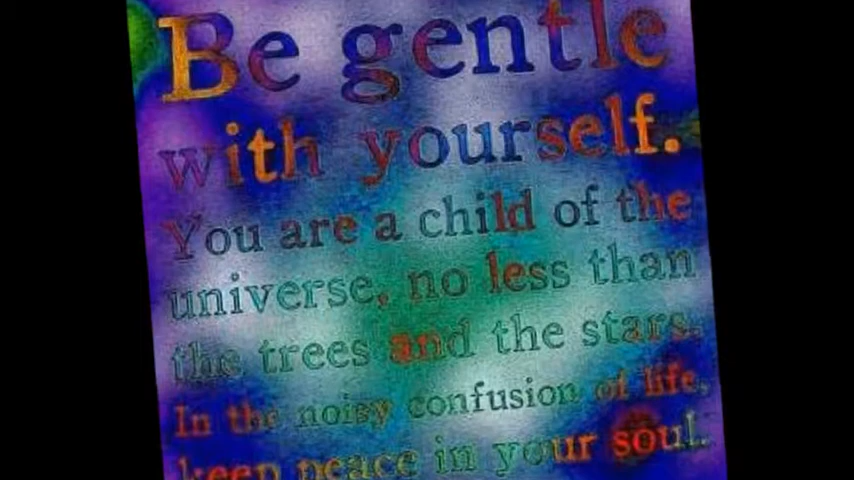 Be gentle
with yourself.
You are a child of the
universe, no less than
the trees and the stars.
In the noisy confusion of life,
keep peace in your soul.